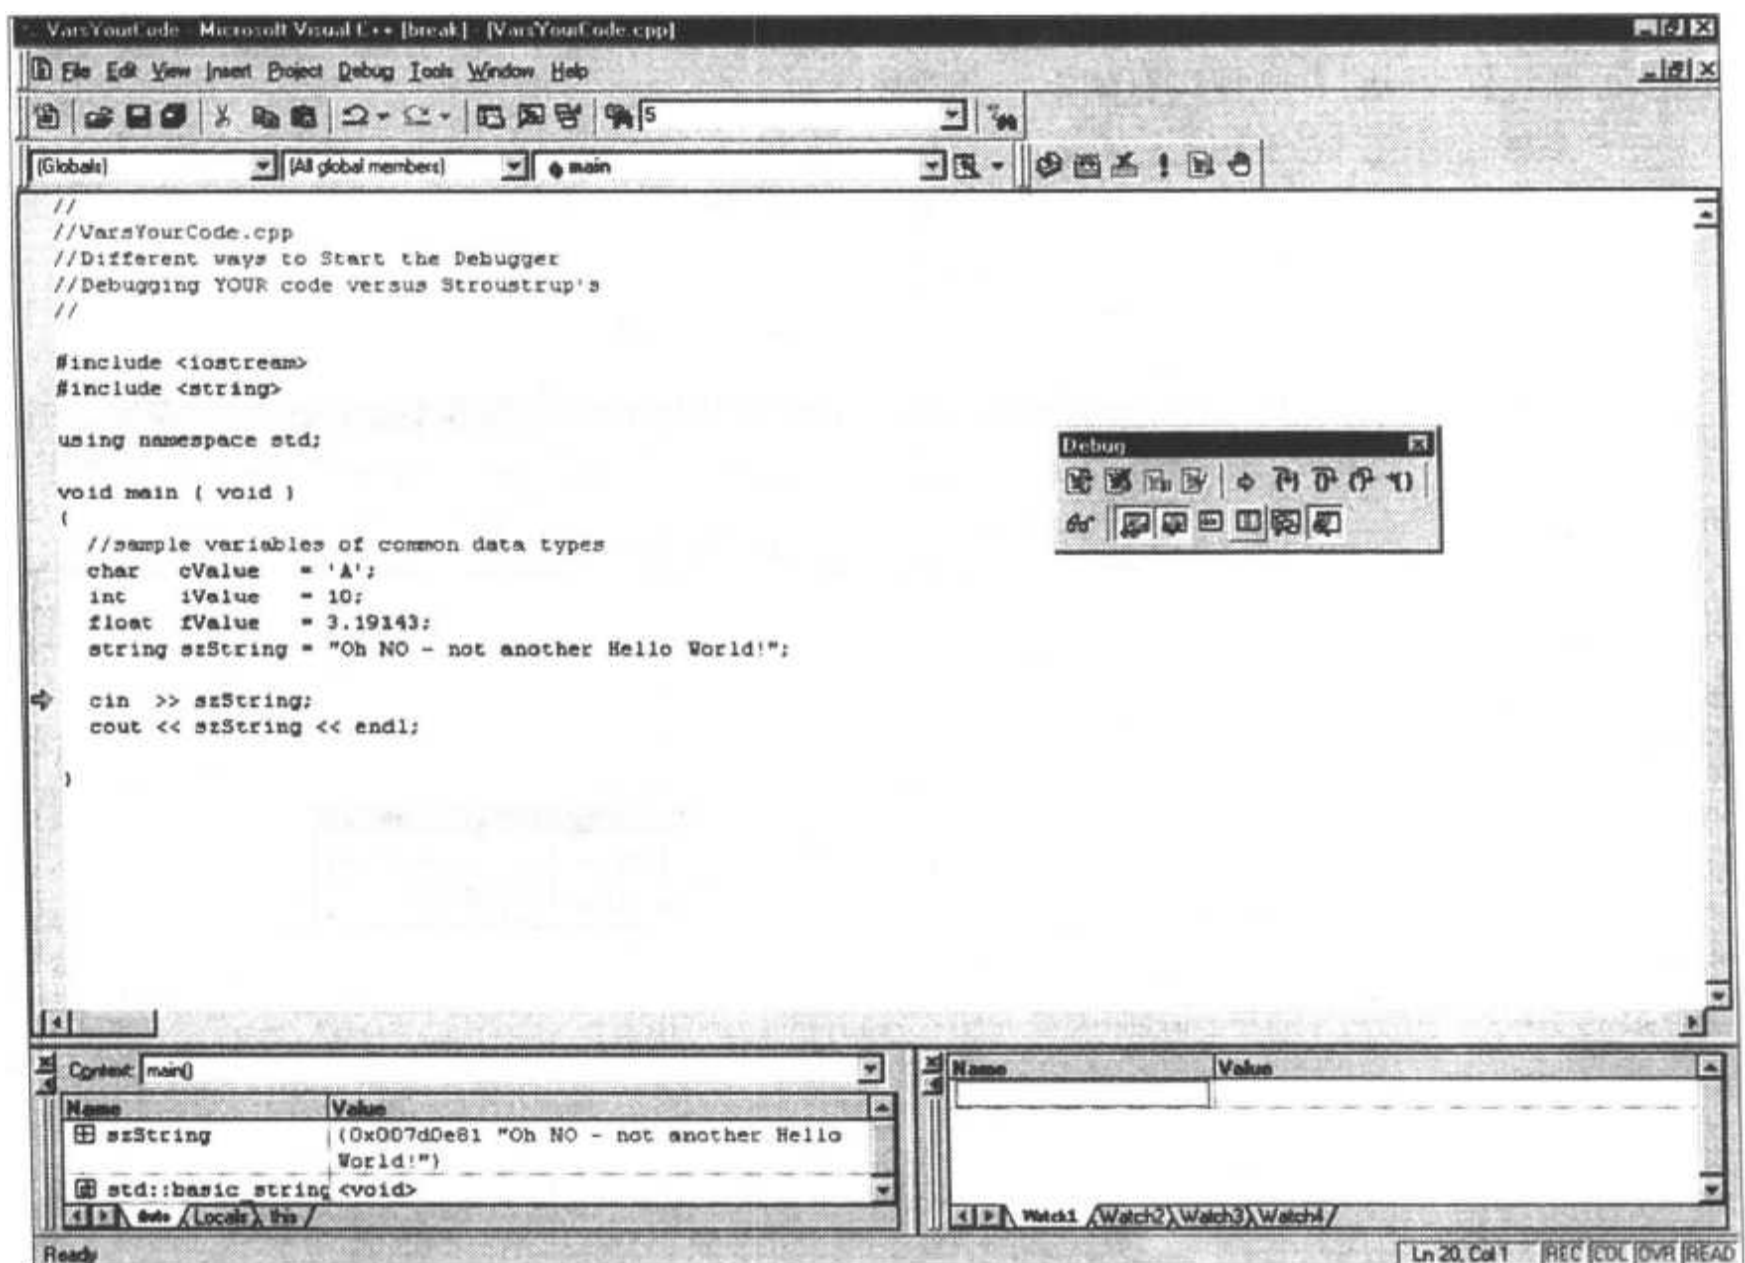 VarsYourCode - Microsoft Visual C++ [break] - [VarsYourCode.cpp]
File Edit View Insert Project Debug Tools Window Help
5
(Globals) (All global members) main
//
//VarsYourCode.cpp
//Different ways to Start the Debugger
//Debugging YOUR code versus Stroustrup's
//
#include <iostream>
#include <string>
using namespace std;
void main ( void )
{
//sample variables of common data types
char cValue = 'A';
int iValue = 10;
float fValue = 3.19143;
string szString = "Oh NO - not another Hello World!";
cin >> szString;
cout << szString << endl;
}
Debug
Context: main()
Name Value
szString (0x007d0e81 "Oh NO - not another Hello
World!")
std::basic_string <void>
Auto Locals this
Name Value
Watch1 Watch2 Watch3 Watch4
Ready
Ln 20, Col 1 REC COL OVR READ